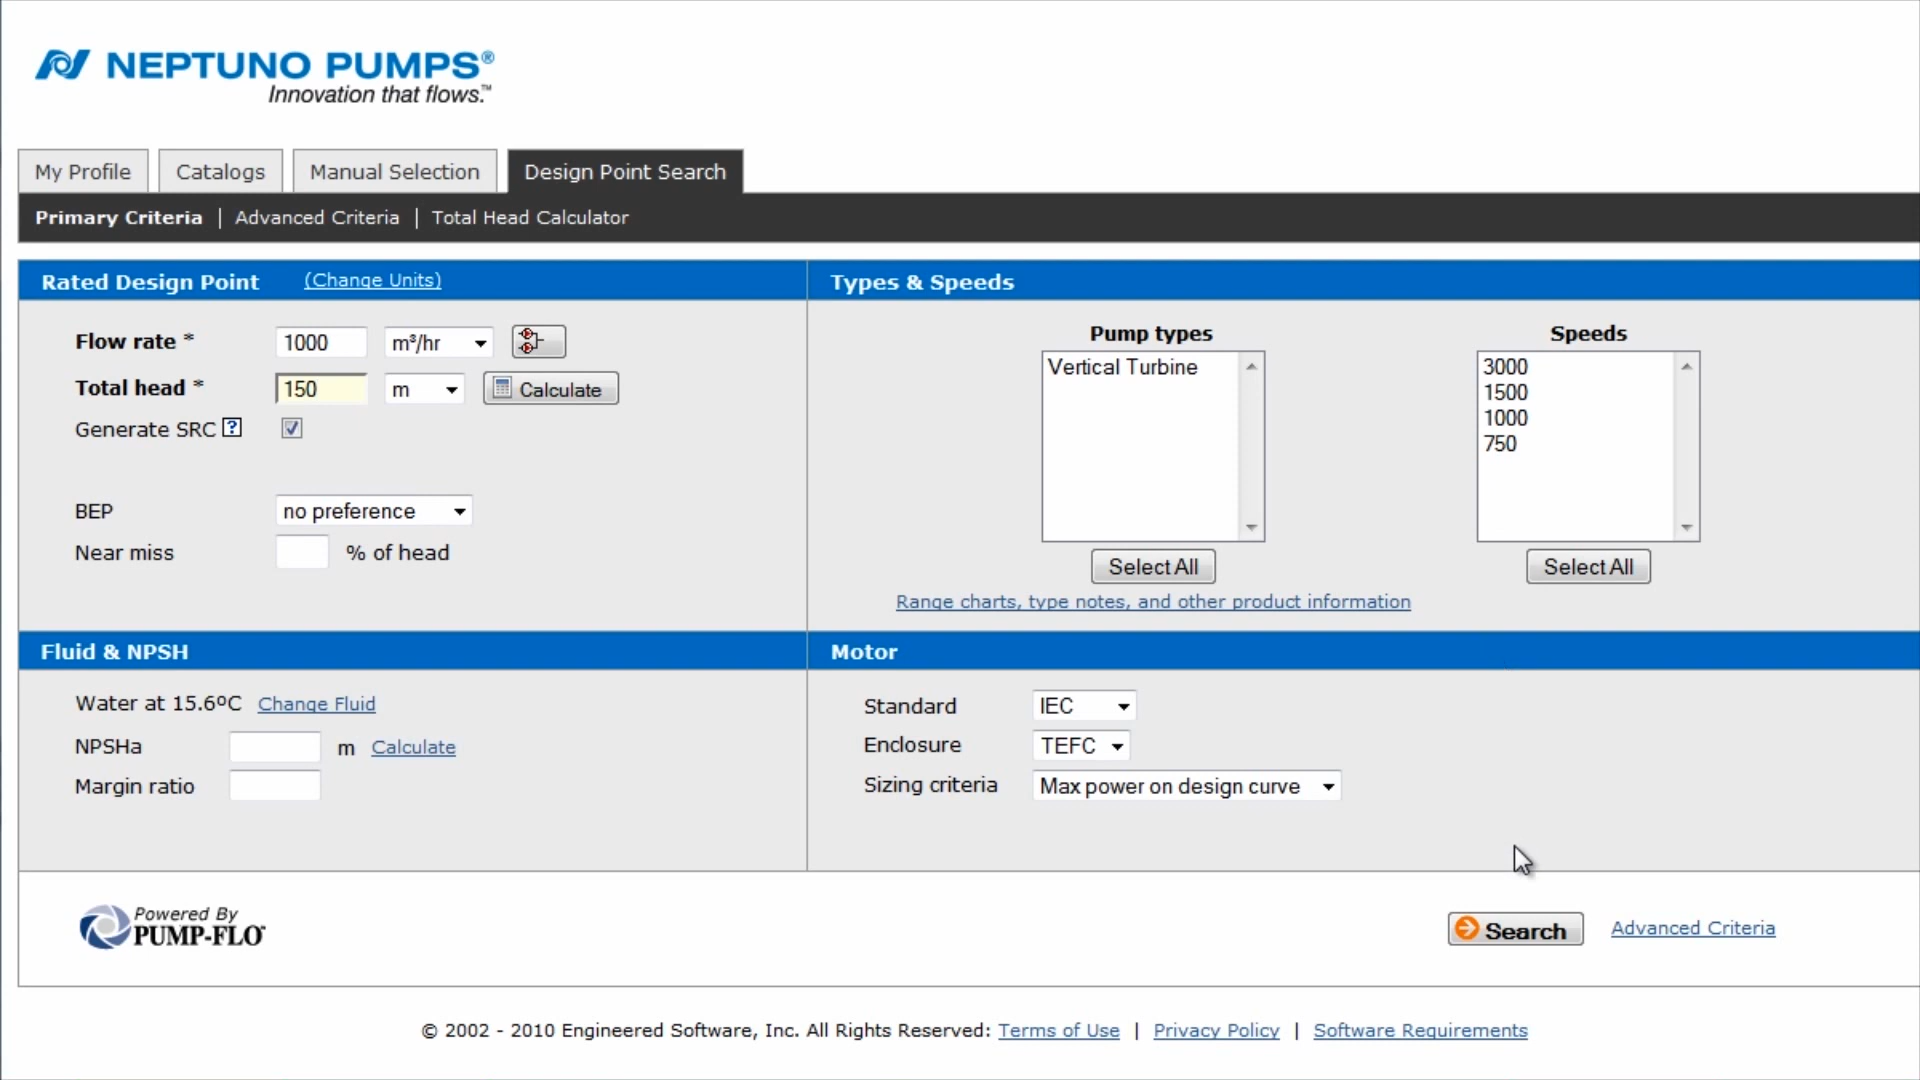 NEPTUNO PUMPS®
Innovation that flows.™
My Profile
Catalogs
Manual Selection
Design Point Search
Primary Criteria | Advanced Criteria | Total Head Calculator
Rated Design Point (Change Units)
Flow rate * 1000 m³/hr
Total head * 150 m Calculate
Generate SRC ?
BEP no preference
Near miss % of head
Types & Speeds
Pump types
Vertical Turbine
Select All
Speeds
3000
1500
1000
750
Select All
Range charts, type notes, and other product information
Fluid & NPSH
Water at 15.6ºC Change Fluid
NPSHa m Calculate
Margin ratio
Motor
Standard IEC
Enclosure TEFC
Sizing criteria Max power on design curve
Powered By
PUMP-FLO
Search Advanced Criteria
© 2002 - 2010 Engineered Software, Inc. All Rights Reserved: Terms of Use | Privacy Policy | Software Requirements